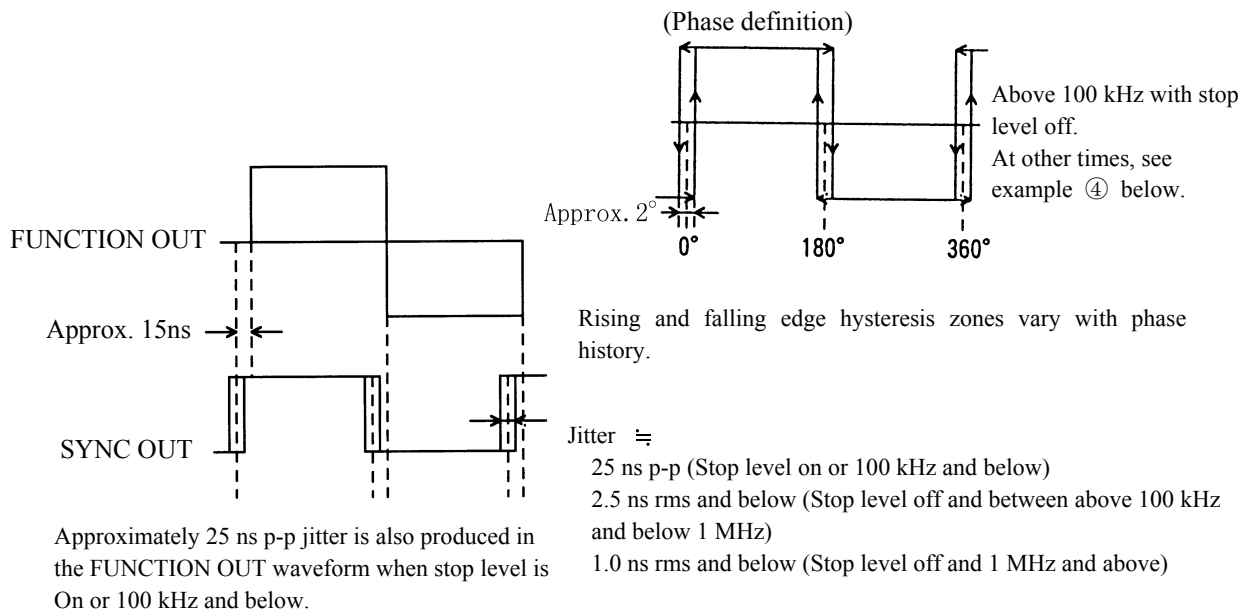 (Phase definition)
Above 100 kHz with stop
level off.
At other times, see
example ④ below.
Approx. 2°
0°
180°
360°
FUNCTION OUT
Approx. 15ns
SYNC OUT
Rising and falling edge hysteresis zones vary with phase
history.
Jitter ≒
25 ns p-p (Stop level on or 100 kHz and below)
2.5 ns rms and below (Stop level off and between above 100 kHz
and below 1 MHz)
1.0 ns rms and below (Stop level off and 1 MHz and above)
Approximately 25 ns p-p jitter is also produced in
the FUNCTION OUT waveform when stop level is
On or 100 kHz and below.